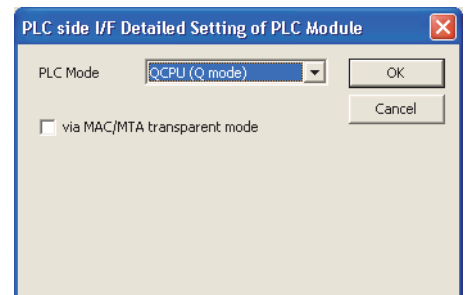 PLC side I/F Detailed Setting of PLC Module
PLC Mode
QCPU (Q mode)
OK
Cancel
via MAC/MTA transparent mode